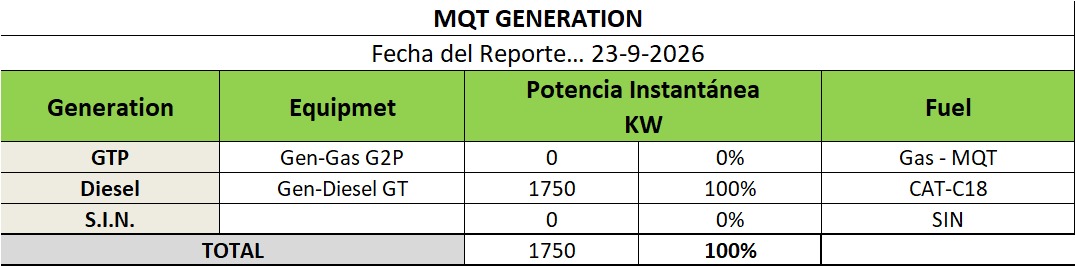 MQT GENERATION
Fecha del Reporte... 23-9-2026
Generation Equipmet Potencia Instantánea KW Fuel
GTP Gen-Gas G2P 0 0% Gas - MQT
Diesel Gen-Diesel GT 1750 100% CAT-C18
S.I.N. 0 0% SIN
TOTAL 1750 100%